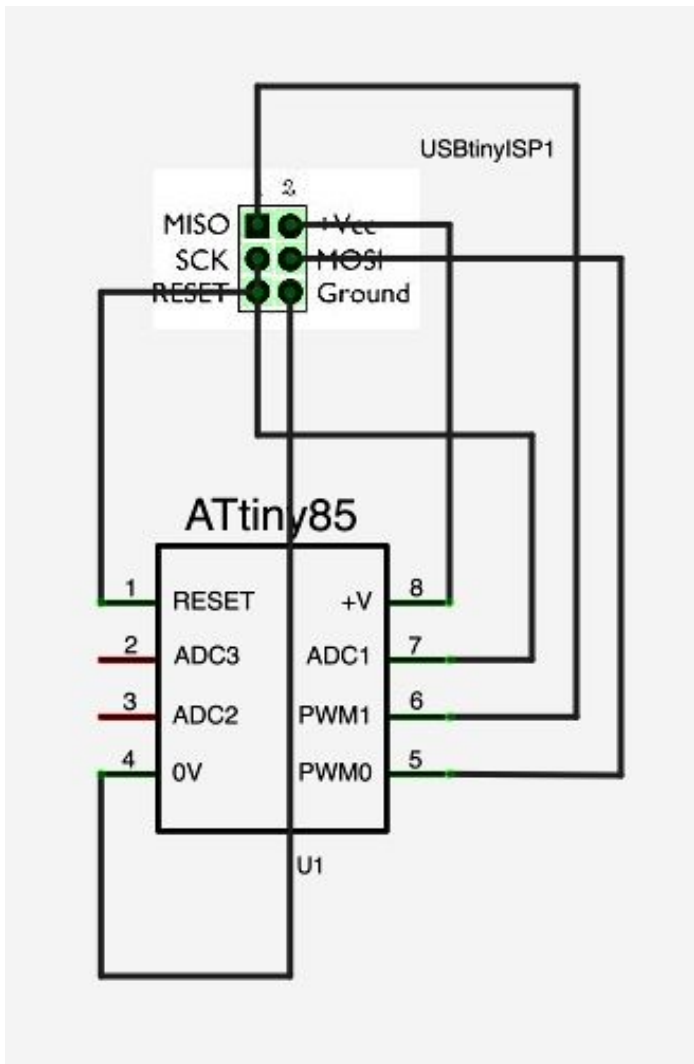 USBtinyISP1
2
MISO +Vcc
SCK MOSI
RESET Ground
ATtiny85
1 RESET +V 8
2 ADC3 ADC1 7
3 ADC2 PWM1 6
4 0V PWM0 5
U1